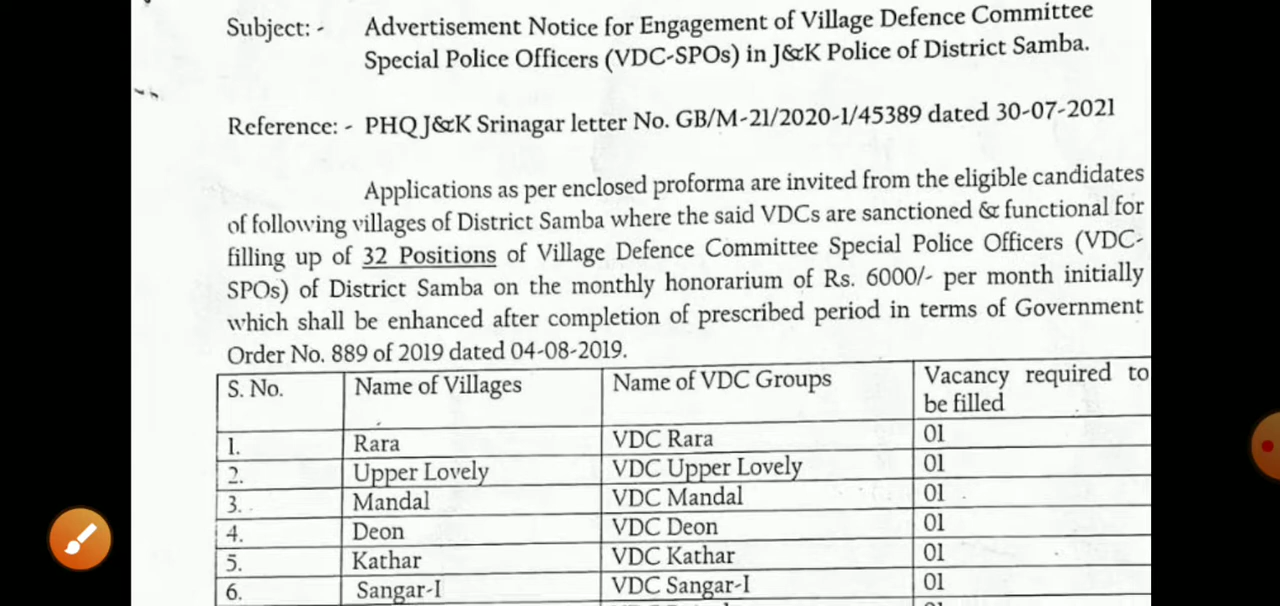 Subject: - Advertisement Notice for Engagement of Village Defence Committee
Special Police Officers (VDC-SPOs) in J&K Police of District Samba.
Reference: - PHQ J&K Srinagar letter No. GB/M-21/2020-1/45389 dated 30-07-2021
Applications as per enclosed proforma are invited from the eligible candidates
of following villages of District Samba where the said VDCs are sanctioned & functional for
filling up of 32 Positions of Village Defence Committee Special Police Officers (VDC-
SPOs) of District Samba on the monthly honorarium of Rs. 6000/- per month initially
which shall be enhanced after completion of prescribed period in terms of Government
Order No. 889 of 2019 dated 04-08-2019.
S. No. Name of Villages Name of VDC Groups Vacancy required to
be filled
1. Rara VDC Rara 01
2. Upper Lovely VDC Upper Lovely 01
3. Mandal VDC Mandal 01
4. Deon VDC Deon 01
5. Kathar VDC Kathar 01
6. Sangar-I VDC Sangar-I 01